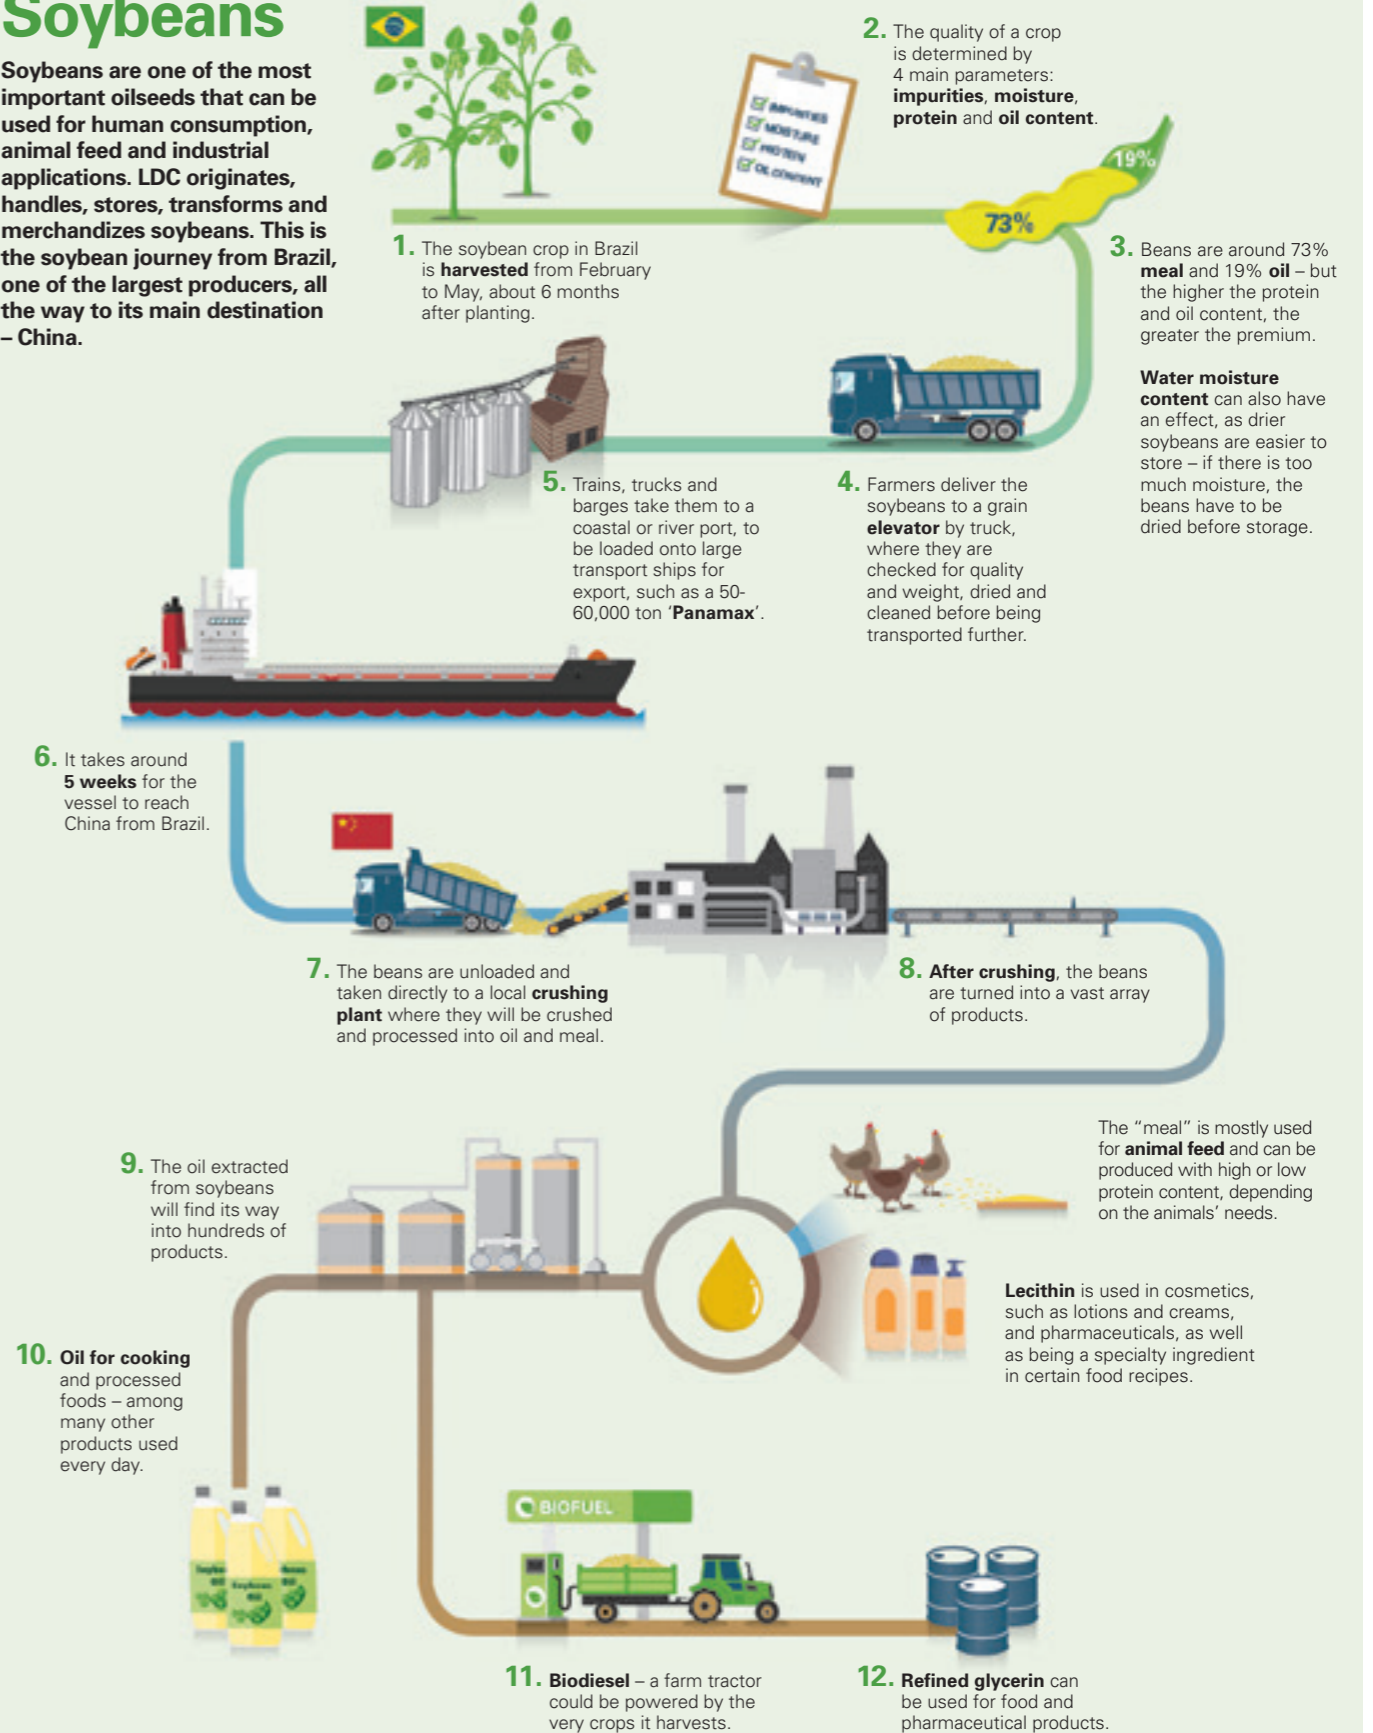 Soybeans
Soybeans are one of the most
important oilseeds that can be
used for human consumption,
animal feed and industrial
applications. LDC originates,
handles, stores, transforms and
merchandizes soybeans. This is
the soybean journey from Brazil,
one of the largest producers, all
the way to its main destination
– China.
1. The soybean crop in Brazil
is harvested from February
to May, about 6 months
after planting.
IMPURITIES
MOISTURE
PROTEIN
OIL CONTENT
2. The quality of a crop
is determined by
4 main parameters:
impurities, moisture,
protein and oil content.
19%
73%
3. Beans are around 73%
meal and 19% oil – but
the higher the protein
and oil content, the
greater the premium.
Water moisture
content can also have
an effect, as drier
soybeans are easier to
store – if there is too
much moisture, the
beans have to be
dried before storage.
4. Farmers deliver the
soybeans to a grain
elevator by truck,
where they are
checked for quality
and weight, dried and
cleaned before being
transported further.
5. Trains, trucks and
barges take them to a
coastal or river port, to
be loaded onto large
transport ships for
export, such as a 50-
60,000 ton ‘Panamax’.
6. It takes around
5 weeks for the
vessel to reach
China from Brazil.
7. The beans are unloaded and
taken directly to a local crushing
plant where they will be crushed
and processed into oil and meal.
8. After crushing, the beans
are turned into a vast array
of products.
The “meal” is mostly used
for animal feed and can be
produced with high or low
protein content, depending
on the animals’ needs.
Lecithin is used in cosmetics,
such as lotions and creams,
and pharmaceuticals, as well
as being a specialty ingredient
in certain food recipes.
9. The oil extracted
from soybeans
will find its way
into hundreds of
products.
10. Oil for cooking
and processed
foods – among
many other
products used
every day.
Soybean
Oil
BIOFUEL
11. Biodiesel – a farm tractor
could be powered by the
very crops it harvests.
12. Refined glycerin can
be used for food and
pharmaceutical products.